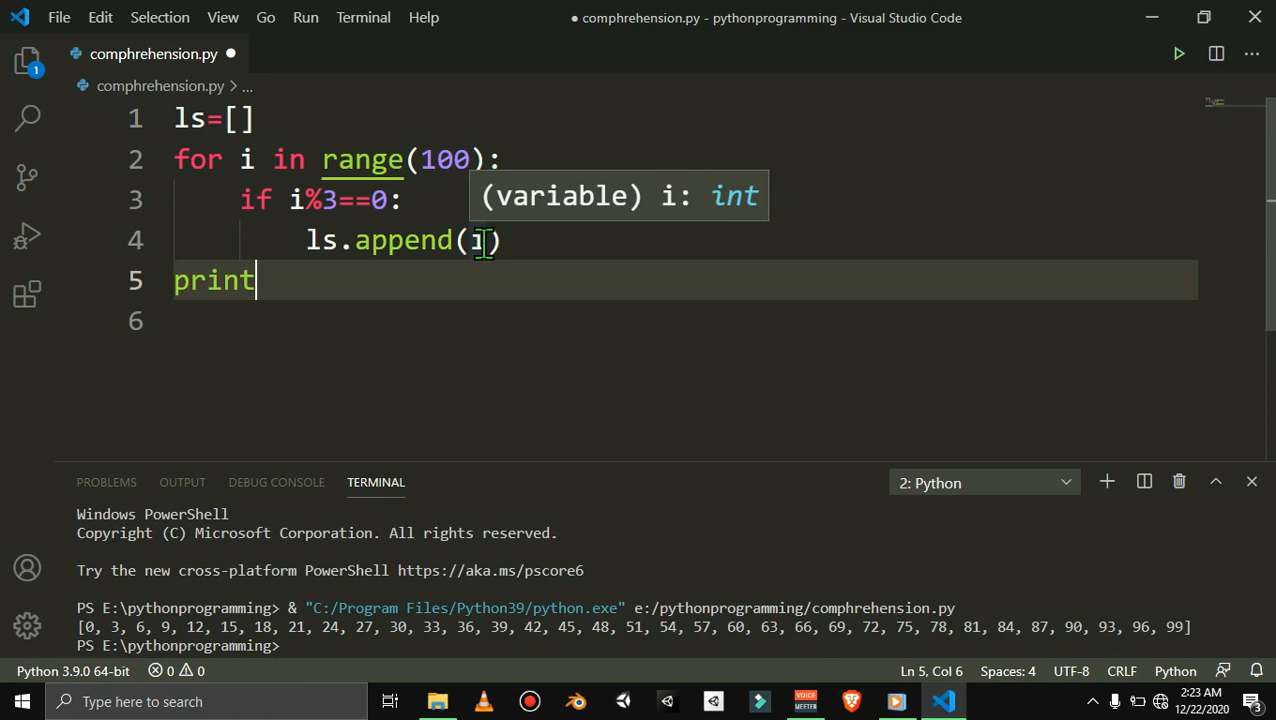 File Edit Selection View Go Run Terminal Help
● comphrehension.py - pythonprogramming - Visual Studio Code
comphrehension.py ●
1
comphrehension.py > ...
1 ls=[]
2 for i in range(100):
3 if i%3==0:
(variable) i: int
4 ls.append(i)
5 print
6
PROBLEMS OUTPUT DEBUG CONSOLE TERMINAL
2: Python
Windows PowerShell
Copyright (C) Microsoft Corporation. All rights reserved.
Try the new cross-platform PowerShell https://aka.ms/pscore6
PS E:\pythonprogramming> & "C:/Program Files/Python39/python.exe" e:/pythonprogramming/comphrehension.py
[0, 3, 6, 9, 12, 15, 18, 21, 24, 27, 30, 33, 36, 39, 42, 45, 48, 51, 54, 57, 60, 63, 66, 69, 72, 75, 78, 81, 84, 87, 90, 93, 96, 99]
PS E:\pythonprogramming>
Python 3.9.0 64-bit 0 0 Ln 5, Col 6 Spaces: 4 UTF-8 CRLF Python
Type here to search
VOICE
MEETER
2:23 AM
12/22/2020
3